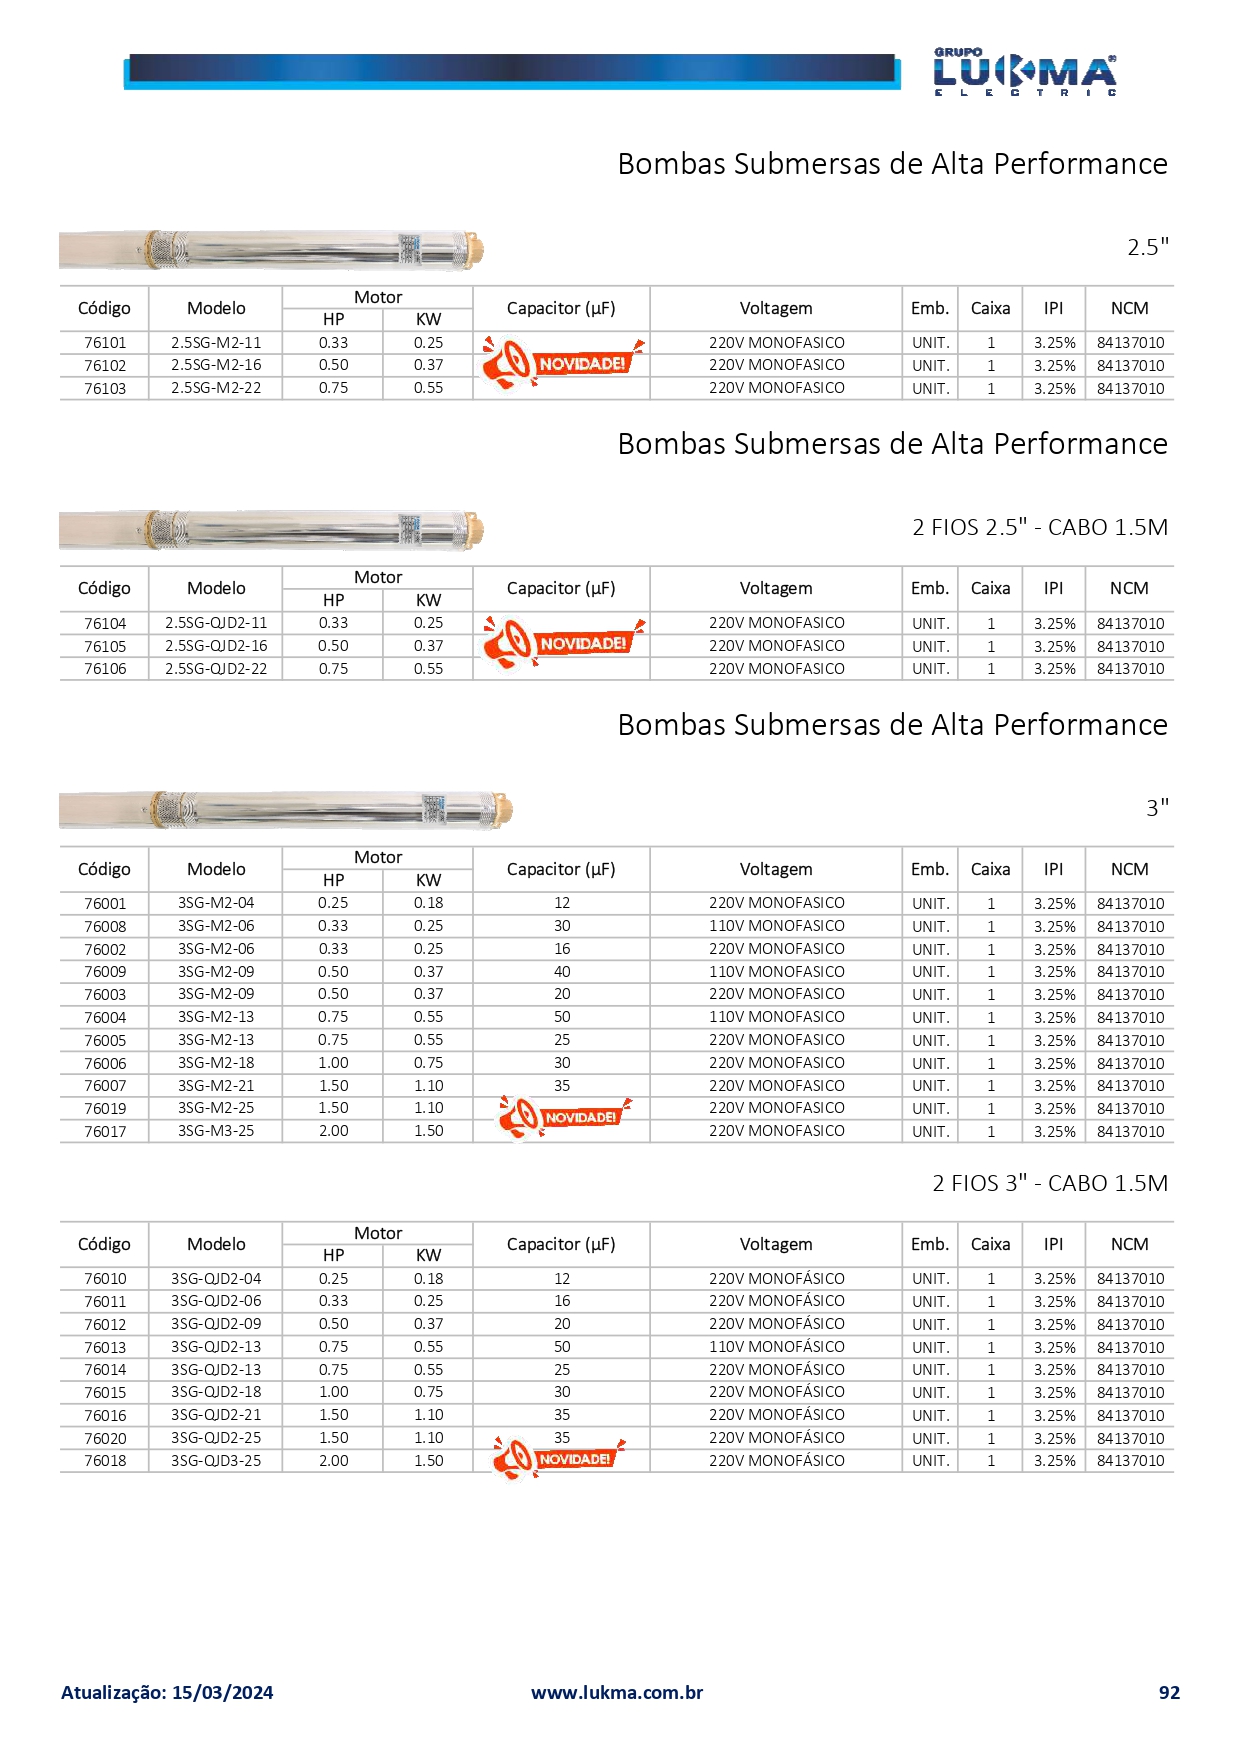 GRUPO
LUKMA®
ELECTRIC
Bombas Submersas de Alta Performance
2.5"
Código Modelo Motor Capacitor (µF) Voltagem Emb. Caixa IPI NCM
HP KW
76101 2.5SG-M2-11 0.33 0.25 220V MONOFASICO UNIT. 1 3.25% 84137010
NOVIDADE!
76102 2.5SG-M2-16 0.50 0.37 220V MONOFASICO UNIT. 1 3.25% 84137010
76103 2.5SG-M2-22 0.75 0.55 220V MONOFASICO UNIT. 1 3.25% 84137010
Bombas Submersas de Alta Performance
2 FIOS 2.5" - CABO 1.5M
Código Modelo Motor Capacitor (µF) Voltagem Emb. Caixa IPI NCM
HP KW
76104 2.5SG-QJD2-11 0.33 0.25 220V MONOFASICO UNIT. 1 3.25% 84137010
NOVIDADE!
76105 2.5SG-QJD2-16 0.50 0.37 220V MONOFASICO UNIT. 1 3.25% 84137010
76106 2.5SG-QJD2-22 0.75 0.55 220V MONOFASICO UNIT. 1 3.25% 84137010
Bombas Submersas de Alta Performance
3"
Código Modelo Motor Capacitor (µF) Voltagem Emb. Caixa IPI NCM
HP KW
76001 3SG-M2-04 0.25 0.18 12 220V MONOFASICO UNIT. 1 3.25% 84137010
76008 3SG-M2-06 0.33 0.25 30 110V MONOFASICO UNIT. 1 3.25% 84137010
76002 3SG-M2-06 0.33 0.25 16 220V MONOFASICO UNIT. 1 3.25% 84137010
76009 3SG-M2-09 0.50 0.37 40 110V MONOFASICO UNIT. 1 3.25% 84137010
76003 3SG-M2-09 0.50 0.37 20 220V MONOFASICO UNIT. 1 3.25% 84137010
76004 3SG-M2-13 0.75 0.55 50 110V MONOFASICO UNIT. 1 3.25% 84137010
76005 3SG-M2-13 0.75 0.55 25 220V MONOFASICO UNIT. 1 3.25% 84137010
76006 3SG-M2-18 1.00 0.75 30 220V MONOFASICO UNIT. 1 3.25% 84137010
76007 3SG-M2-21 1.50 1.10 35 220V MONOFASICO UNIT. 1 3.25% 84137010
76019 3SG-M2-25 1.50 1.10 220V MONOFASICO UNIT. 1 3.25% 84137010
NOVIDADE!
76017 3SG-M3-25 2.00 1.50 220V MONOFASICO UNIT. 1 3.25% 84137010
2 FIOS 3" - CABO 1.5M
Código Modelo Motor Capacitor (µF) Voltagem Emb. Caixa IPI NCM
HP KW
76010 3SG-QJD2-04 0.25 0.18 12 220V MONOFÁSICO UNIT. 1 3.25% 84137010
76011 3SG-QJD2-06 0.33 0.25 16 220V MONOFÁSICO UNIT. 1 3.25% 84137010
76012 3SG-QJD2-09 0.50 0.37 20 220V MONOFÁSICO UNIT. 1 3.25% 84137010
76013 3SG-QJD2-13 0.75 0.55 50 110V MONOFÁSICO UNIT. 1 3.25% 84137010
76014 3SG-QJD2-13 0.75 0.55 25 220V MONOFÁSICO UNIT. 1 3.25% 84137010
76015 3SG-QJD2-18 1.00 0.75 30 220V MONOFÁSICO UNIT. 1 3.25% 84137010
76016 3SG-QJD2-21 1.50 1.10 35 220V MONOFÁSICO UNIT. 1 3.25% 84137010
76020 3SG-QJD2-25 1.50 1.10 35 220V MONOFÁSICO UNIT. 1 3.25% 84137010
76018 3SG-QJD3-25 2.00 1.50 NOVIDADE! 220V MONOFÁSICO UNIT. 1 3.25% 84137010
Atualização: 15/03/2024 www.lukma.com.br 92